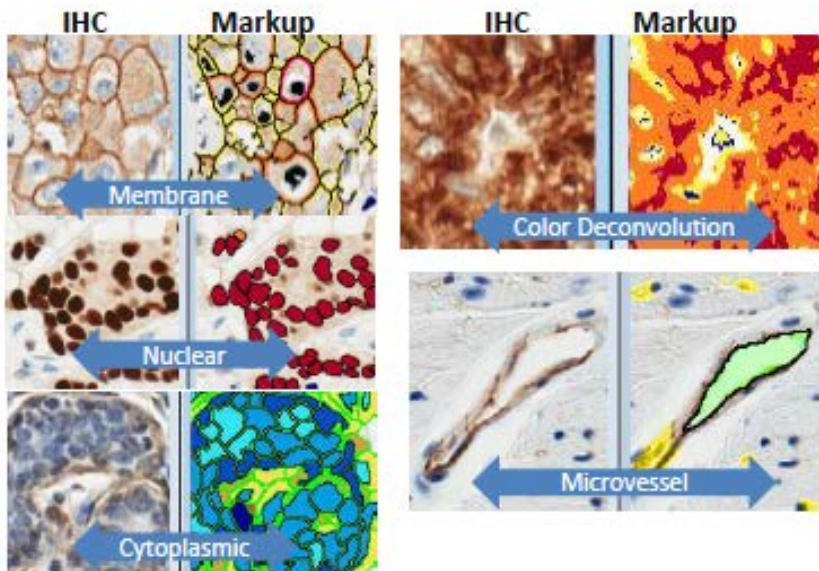 IHC Markup
Membrane
Nuclear
Cytoplasmic
IHC Markup
Color Deconvolution
Microvessel